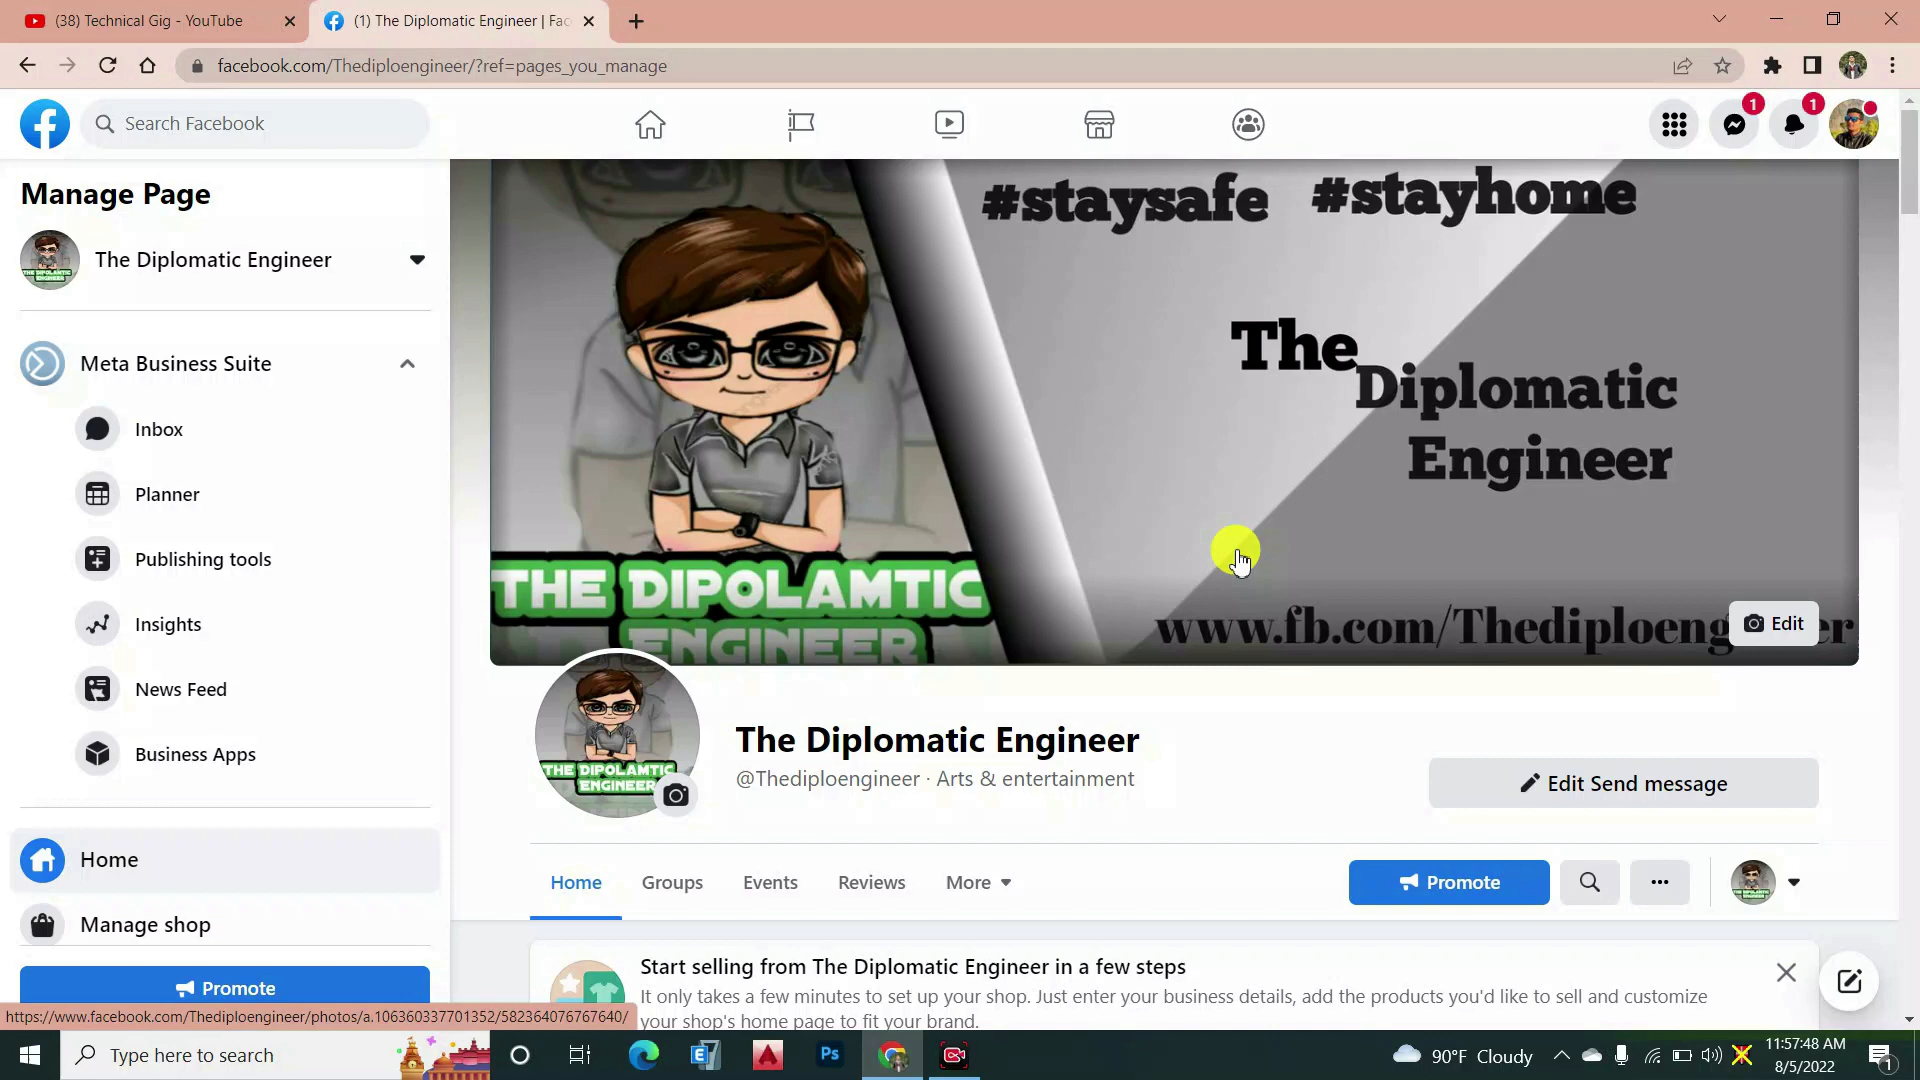 (38) Technical Gig - YouTube
(1) The Diplomatic Engineer | Fac
facebook.com/Thediploengineer/?ref=pages_you_manage
Search Facebook
1
1
Manage Page
The Diplomatic Engineer
Meta Business Suite
Inbox
Planner
Publishing tools
Insights
News Feed
Business Apps
Home
Manage shop
Promote
#staysafe #stayhome
The
Diplomatic
Engineer
THE DIPOLAMTIC
ENGINEER
www.fb.com/Thediploengineer
Edit
THE DIPOLAMTIC
ENGINEER
The Diplomatic Engineer
@Thediploengineer · Arts & entertainment
Edit Send message
Home
Groups
Events
Reviews
More
Promote
Start selling from The Diplomatic Engineer in a few steps
It only takes a few minutes to set up your shop. Just enter your business details, add the products you'd like to sell and customize
your shop's home page to fit your brand.
https://www.facebook.com/Thediploengineer/photos/a.106360337701352/582364076767640/
Type here to search
Ps
90°F Cloudy
11:57:48 AM
8/5/2022
1